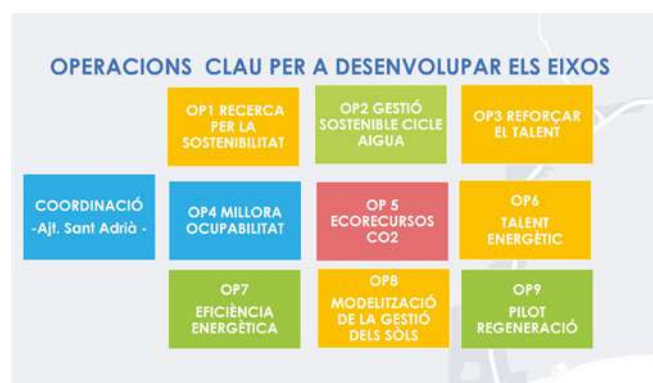 OPERACIONS CLAU PER A DESENVOLUPAR ELS EIXOS
OP1 RECERCA
PER LA
SOSTENIBILITAT
OP2 GESTIÓ
SOSTENIBLE CICLE
AIGUA
OP3 REFORÇAR
EL TALENT
COORDINACIÓ
-Ajt. Sant Adrià -
OP4 MILLORA
OCUPABILITAT
OP 5
ECORECURSOS
CO2
OP6
TALENT
ENERGÈTIC
OP7
EFICIÈNCIA
ENERGÈTICA
OP8
MODELITZACIÓ
DE LA GESTIÓ
DELS SÒLS
OP9
PILOT
REGENERACIÓ